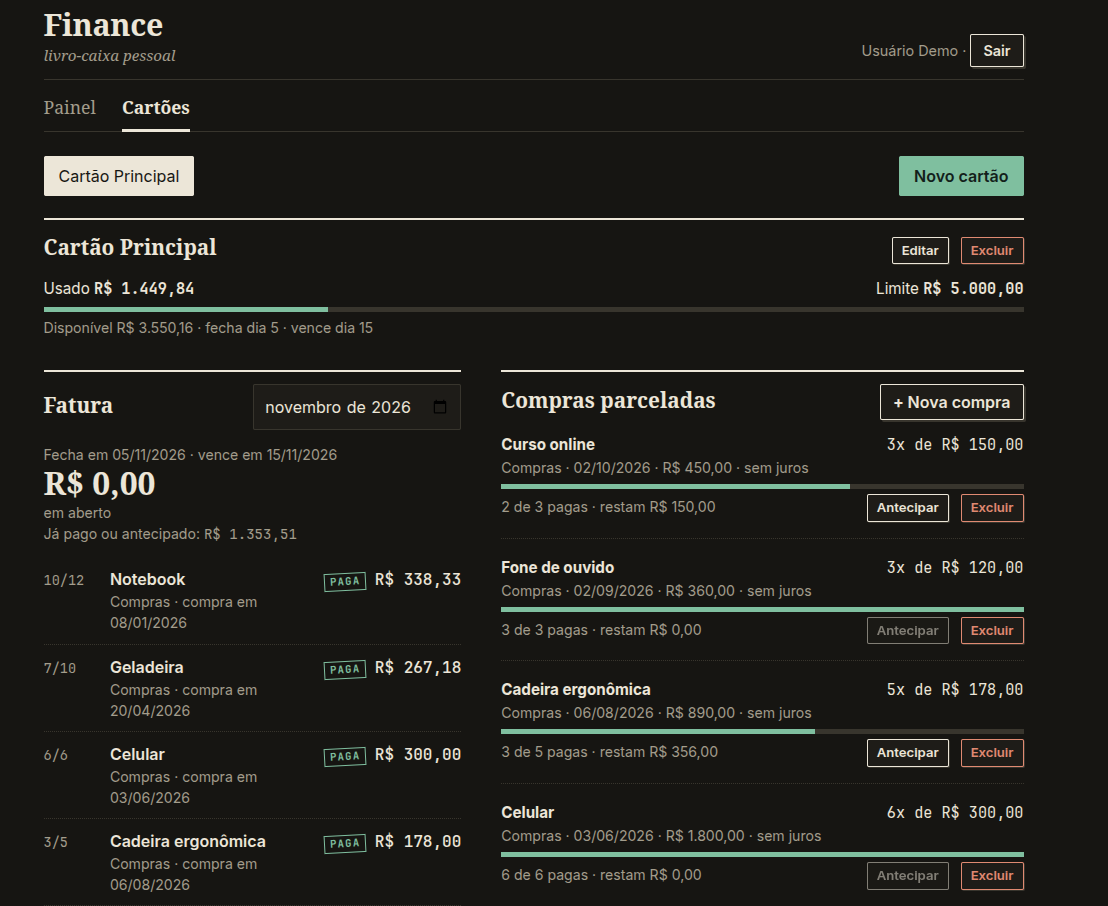 Finance
livro-caixa pessoal
Usuário Demo · Sair
Painel Cartões
Cartão Principal
Novo cartão
Cartão Principal
Editar Excluir
Usado R$ 1.449,84
Limite R$ 5.000,00
Disponível R$ 3.550,16 · fecha dia 5 · vence dia 15
Fatura
novembro de 2026
Fecha em 05/11/2026 · vence em 15/11/2026
R$ 0,00
em aberto
Já pago ou antecipado: R$ 1.353,51
10/12 Notebook PAGA R$ 338,33
Compras · compra em
08/01/2026
7/10 Geladeira PAGA R$ 267,18
Compras · compra em
20/04/2026
6/6 Celular PAGA R$ 300,00
Compras · compra em
03/06/2026
3/5 Cadeira ergonômica PAGA R$ 178,00
Compras · compra em
06/08/2026
Compras parceladas
+ Nova compra
Curso online 3x de R$ 150,00
Compras · 02/10/2026 · R$ 450,00 · sem juros
2 de 3 pagas · restam R$ 150,00 Antecipar Excluir
Fone de ouvido 3x de R$ 120,00
Compras · 02/09/2026 · R$ 360,00 · sem juros
3 de 3 pagas · restam R$ 0,00 Antecipar Excluir
Cadeira ergonômica 5x de R$ 178,00
Compras · 06/08/2026 · R$ 890,00 · sem juros
3 de 5 pagas · restam R$ 356,00 Antecipar Excluir
Celular 6x de R$ 300,00
Compras · 03/06/2026 · R$ 1.800,00 · sem juros
6 de 6 pagas · restam R$ 0,00 Antecipar Excluir